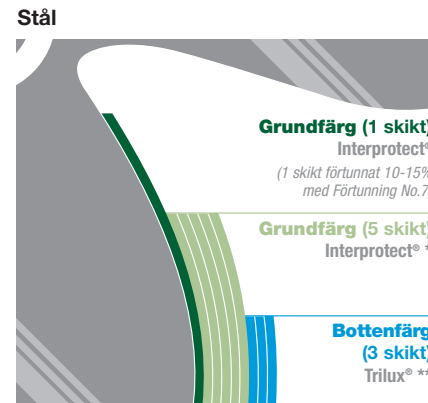 Stål
Grundfärg (1 skikt)
Interprotect®
(1 skikt förtunnat 10-15%
med Förtunning No.7
Grundfärg (5 skikt)
Interprotect® *
Bottenfärg
(3 skikt)
Trilux® **